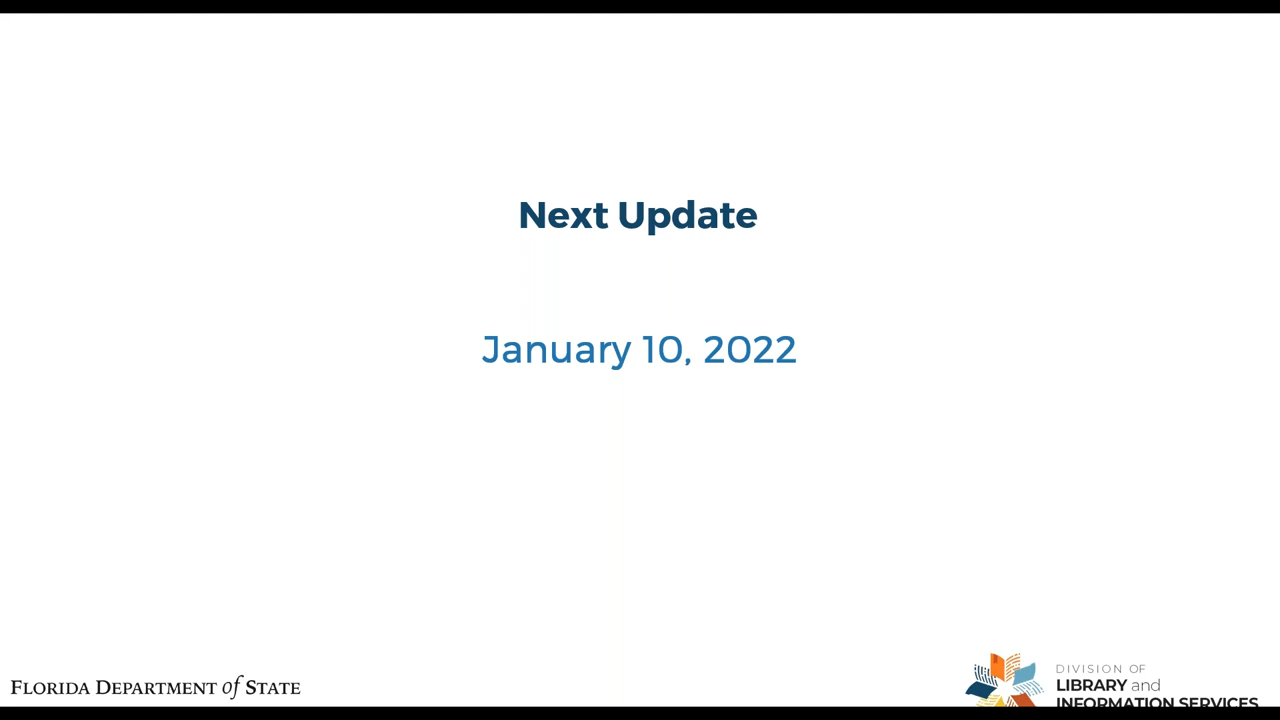 Next Update
January 10, 2022
FLORIDA DEPARTMENT of STATE
DIVISION OF
LIBRARY and
INFORMATION SERVICES